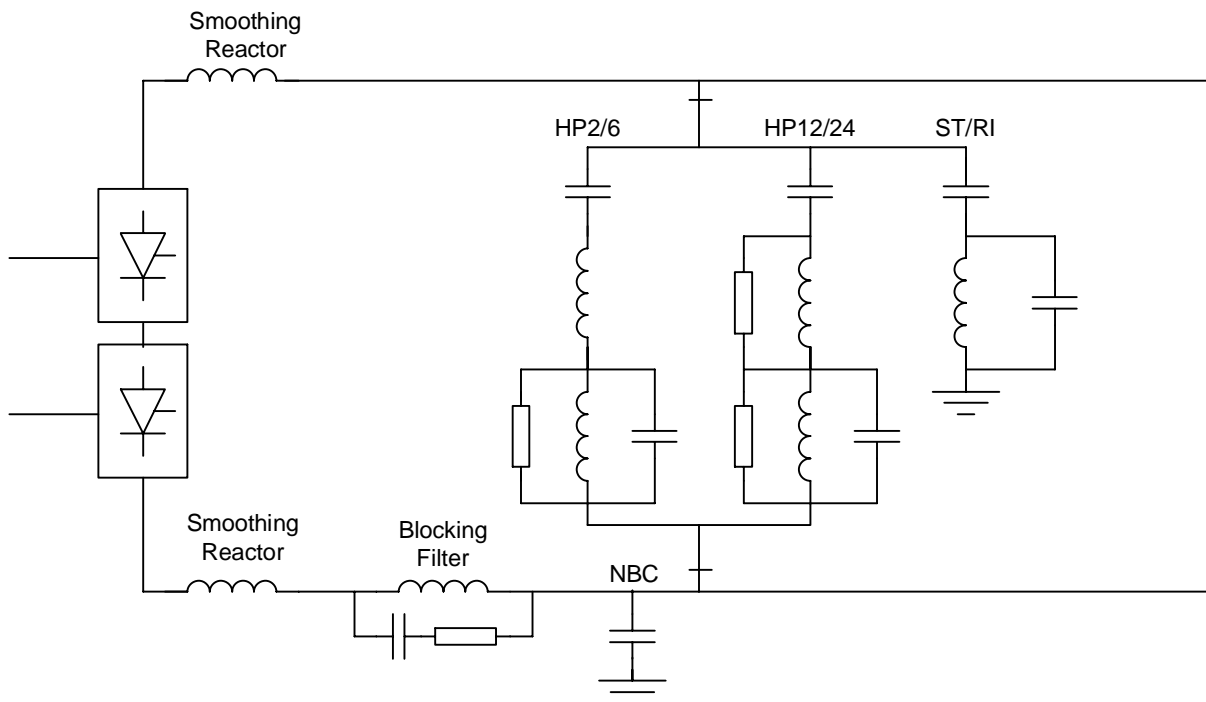 Smoothing
Reactor
HP2/6
HP12/24
ST/RI
Smoothing
Reactor
Blocking
Filter
NBC